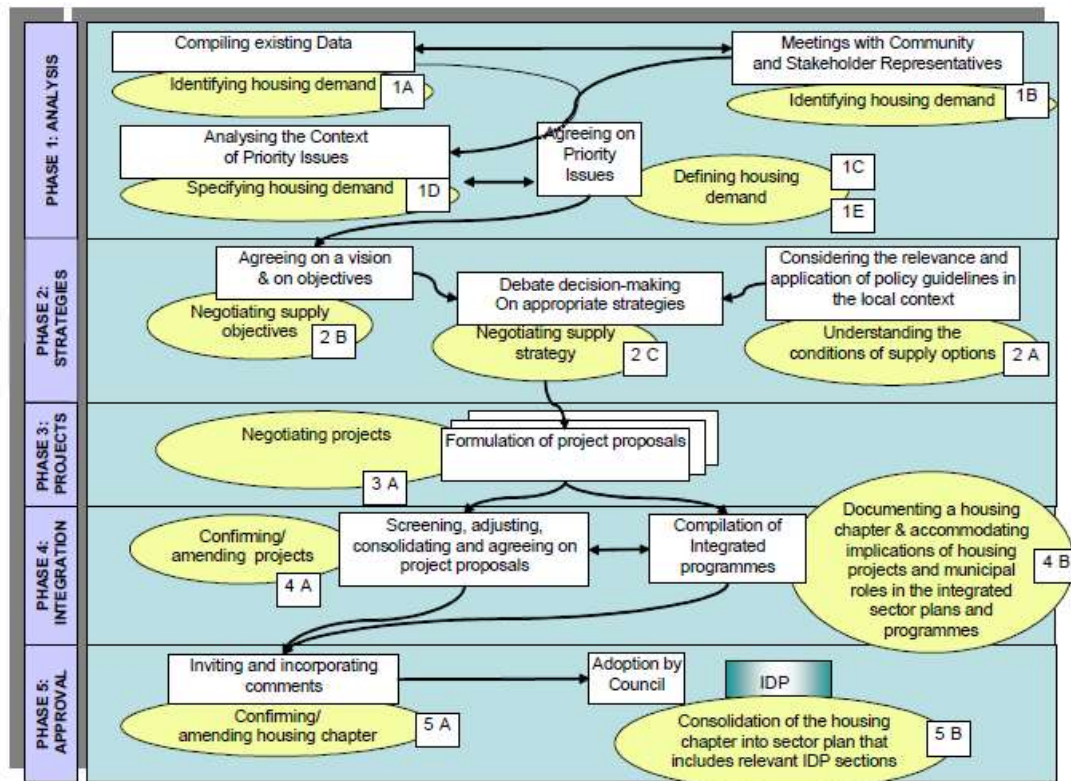 PHASE 1: ANALYSIS
Compiling existing Data
Identifying housing demand
1A
Meetings with Community
and Stakeholder Representatives
Identifying housing demand
1B
Analysing the Context
of Priority Issues
Specifying housing demand
1D
Agreeing on
Priority
Issues
Defining housing
demand
1C
1E
PHASE 2:
STRATEGIES
Agreeing on a vision
& on objectives
Negotiating supply
objectives
2 B
Debate decision-making
On appropriate strategies
Negotiating supply
strategy
2 C
Considering the relevance and
application of policy guidelines in
the local context
Understanding the
conditions of supply options
2 A
PHASE 3:
PROJECTS
Negotiating projects
3 A
Formulation of project proposals
PHASE 4:
INTEGRATION
Confirming/
amending projects
4 A
Screening, adjusting,
consolidating and agreeing on
project proposals
Compilation of
Integrated
programmes
Documenting a housing
chapter & accommodating
implications of housing
projects and municipal
roles in the integrated
sector plans and
programmes
4 B
PHASE 5:
APPROVAL
Inviting and incorporating
comments
Confirming/
amending housing chapter
5 A
Adoption by
Council
IDP
Consolidation of the housing
chapter into sector plan that
includes relevant IDP sections
5 B